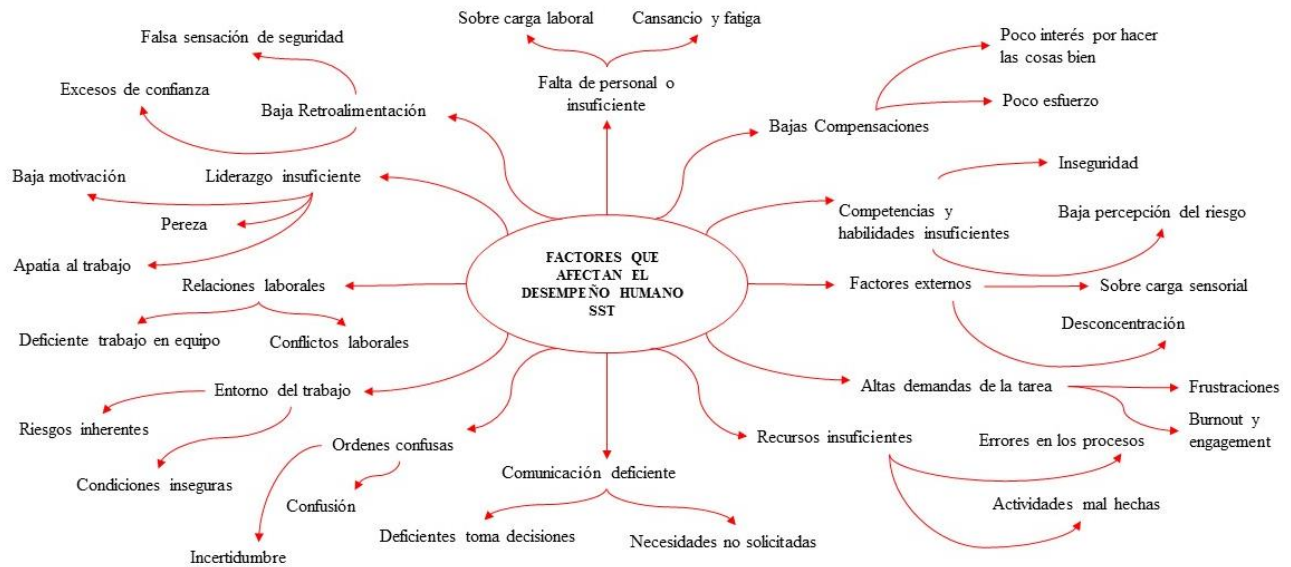 Sobre carga laboral
Cansancio y fatiga
Falta de personal o
insuficiente
Falsa sensación de seguridad
Excesos de confianza
Baja Retroalimentación
Poco interés por hacer
las cosas bien
Poco esfuerzo
Bajas Compensaciones
Baja motivación
Liderazgo insuficiente
Pereza
Apatía al trabajo
Inseguridad
Competencias y
habilidades insuficientes
Baja percepción del riesgo
FACTORES QUE
AFECTAN EL
DESEMPEÑO HUMANO
SST
Relaciones laborales
Deficiente trabajo en equipo
Conflictos laborales
Factores externos
Sobre carga sensorial
Desconcentración
Entorno del trabajo
Riesgos inherentes
Condiciones inseguras
Altas demandas de la tarea
Frustraciones
Burnout y
engagement
Ordenes confusas
Confusión
Incertidumbre
Comunicación deficiente
Deficientes toma decisiones
Necesidades no solicitadas
Recursos insuficientes
Errores en los procesos
Actividades mal hechas